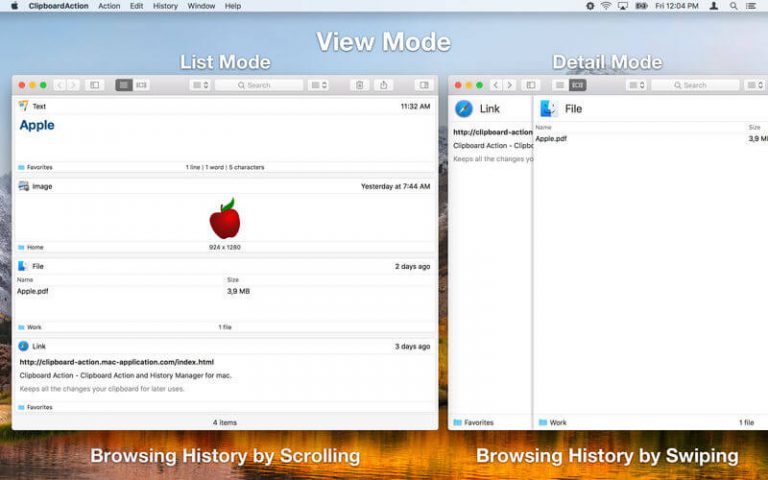 ClipboardAction Action Edit History Window Help Fri 12:04 PM
View Mode
List Mode
Search
Text 11:32 AM
Apple
Favorites 1 line | 1 word | 5 characters
Image Yesterday at 7:44 AM
Home 924 x 1280
File 2 days ago
Name Size
Apple.pdf 3,9 MB
Work 1 file
Link 3 days ago
http://clipboard-action.mac-application.com/index.html
Clipboard Action - Clipboard Action and History Manager for mac.
Keeps all the changes your clipboard for later uses.
Favorites
4 items
Browsing History by Scrolling
Detail Mode
Search
Link
http://clipboard-action
Clipboard Action - Clipbo
Keeps all the changes yo
Favorites
File
Name Size
Apple.pdf 3,9 M
Work 1 file
Browsing History by Swiping